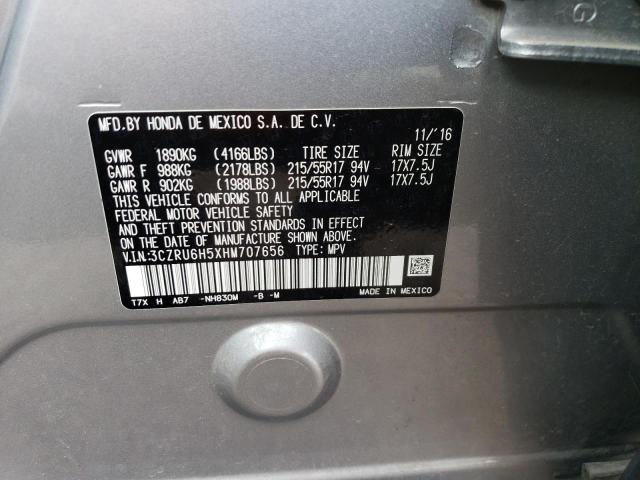 G
MFD.BY HONDA DE MEXICO S.A. DE C.V.
11/'16
GVWR 1890KG (4166LBS) TIRE SIZE RIM SIZE
GAWR F 988KG (2178LBS) 215/55R17 94V 17X7.5J
GAWR R 902KG (1988LBS) 215/55R17 94V 17X7.5J
THIS VEHICLE CONFORMS TO ALL APPLICABLE
FEDERAL MOTOR VEHICLE SAFETY
AND THEFT PREVENTION STANDARDS IN EFFECT
ON THE DATE OF MANUFACTURE SHOWN ABOVE.
V.I.N:3CZRU6H5XHM707656 TYPE: MPV
T7X H AB7 -NH830M -B -M MADE IN MEXICO